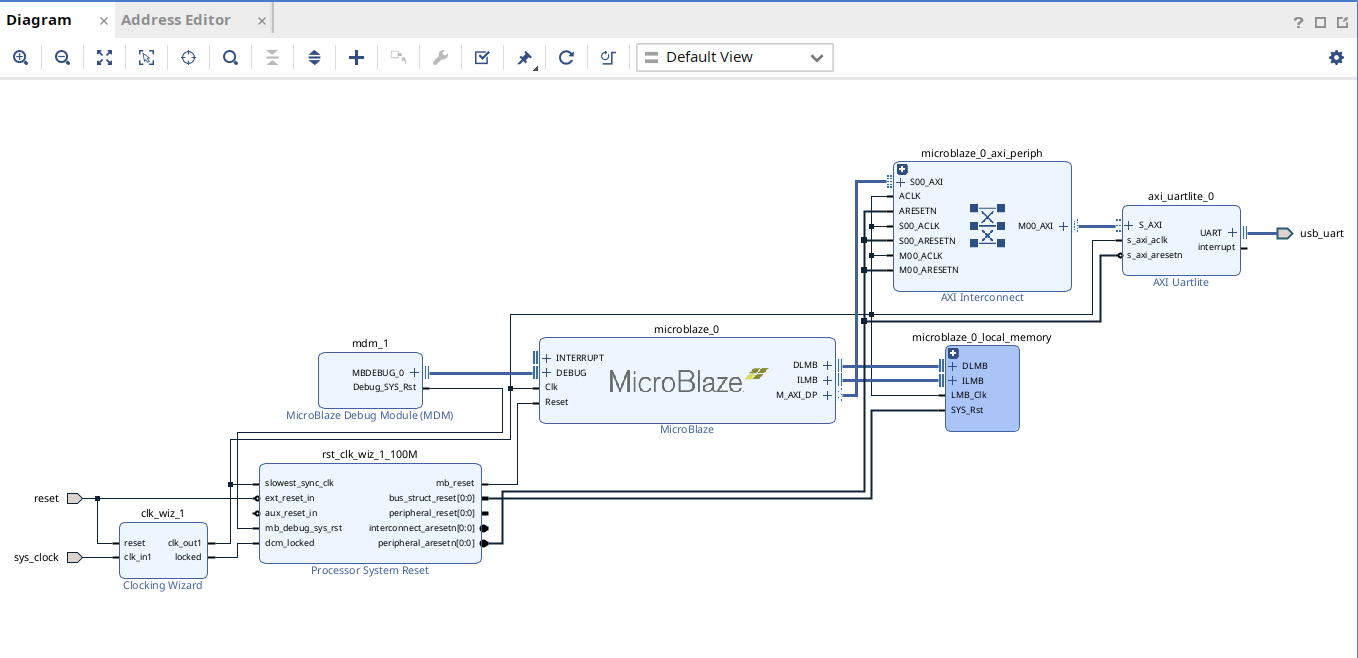 Diagram
Address Editor
Default View
microblaze_0_axi_periph
S00_AXI
ACLK
ARESETN
S00_ACLK
S00_ARESETN
M00_ACLK
M00_ARESETN
M00_AXI
AXI Interconnect
axi_uartlite_0
S_AXI
s_axi_aclk
s_axi_aresetn
UART
interrupt
AXI Uartlite
usb_uart
microblaze_0
INTERRUPT
DEBUG
Clk
Reset
MicroBlaze
DLMB
ILMB
M_AXI_DP
MicroBlaze
microblaze_0_local_memory
DLMB
ILMB
LMB_Clk
SYS_Rst
mdm_1
MBDEBUG_0
Debug_SYS_Rst
MicroBlaze Debug Module (MDM)
rst_clk_wiz_1_100M
slowest_sync_clk
ext_reset_in
aux_reset_in
mb_debug_sys_rst
dcm_locked
mb_reset
bus_struct_reset[0:0]
peripheral_reset[0:0]
interconnect_aresetn[0:0]
peripheral_aresetn[0:0]
Processor System Reset
reset
sys_clock
clk_wiz_1
reset
clk_in1
clk_out1
locked
Clocking Wizard